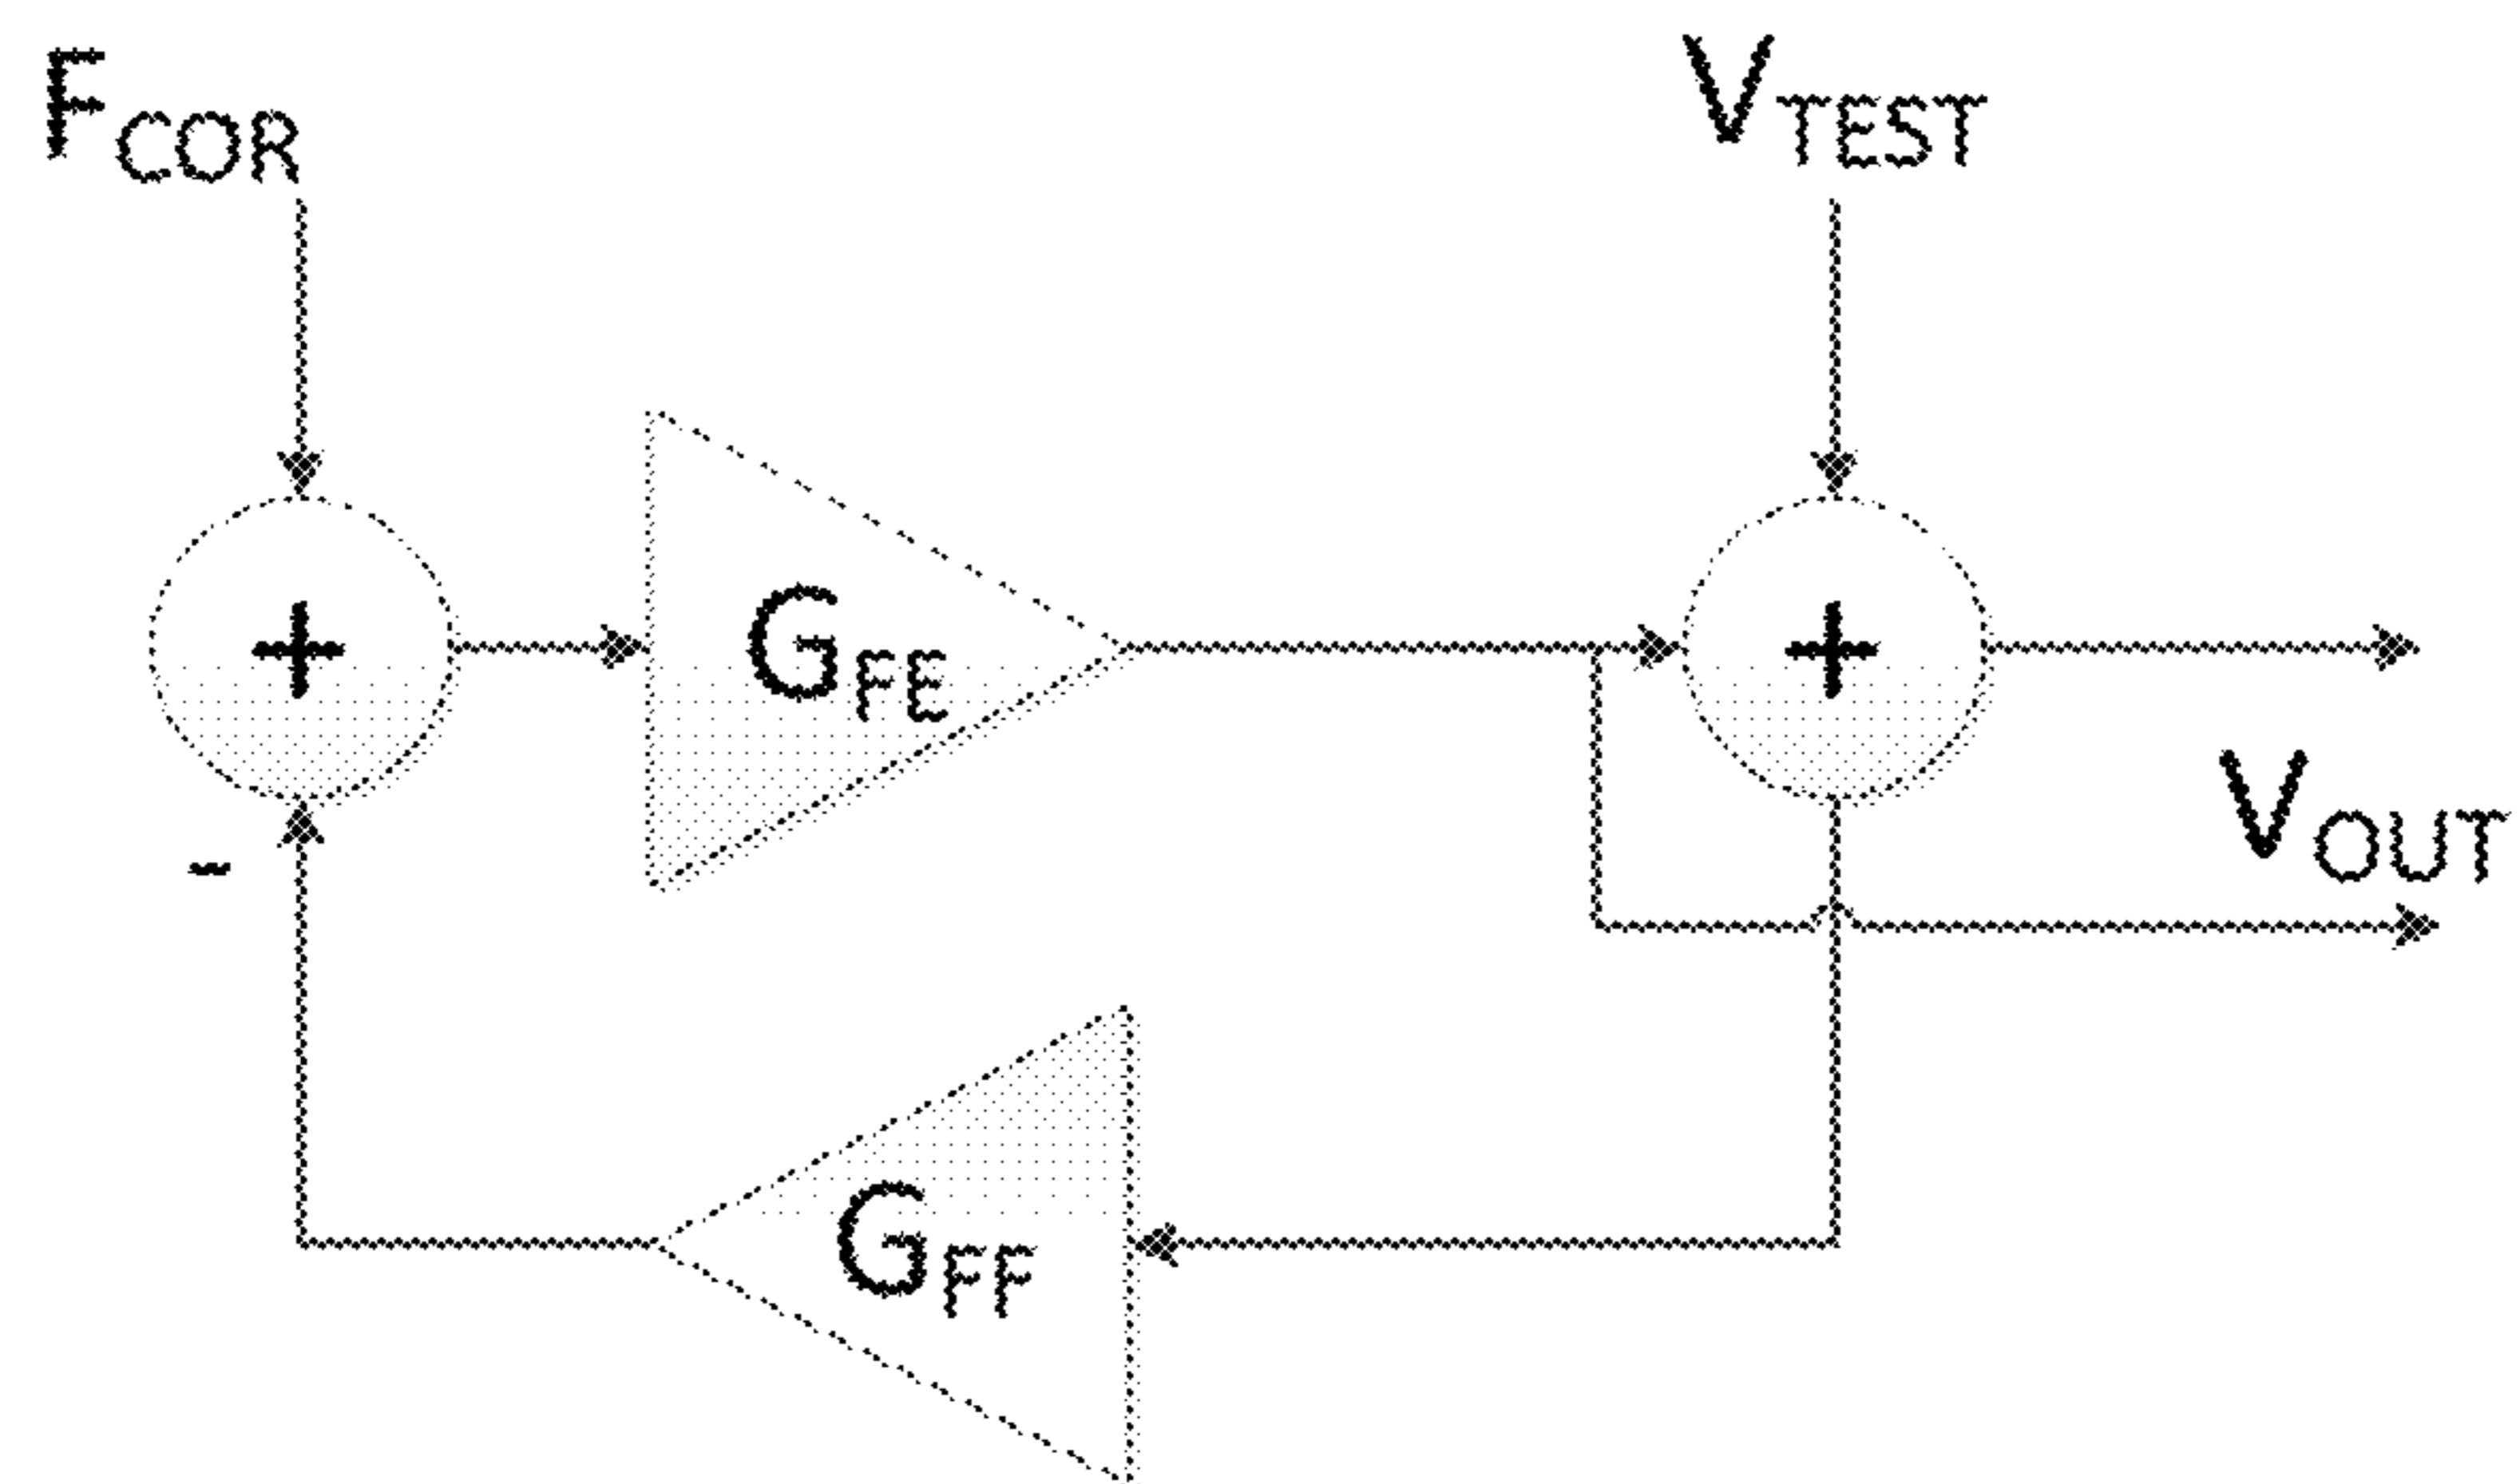 FCOR
VTEST
+
GFE
+
-
VOUT
GFF